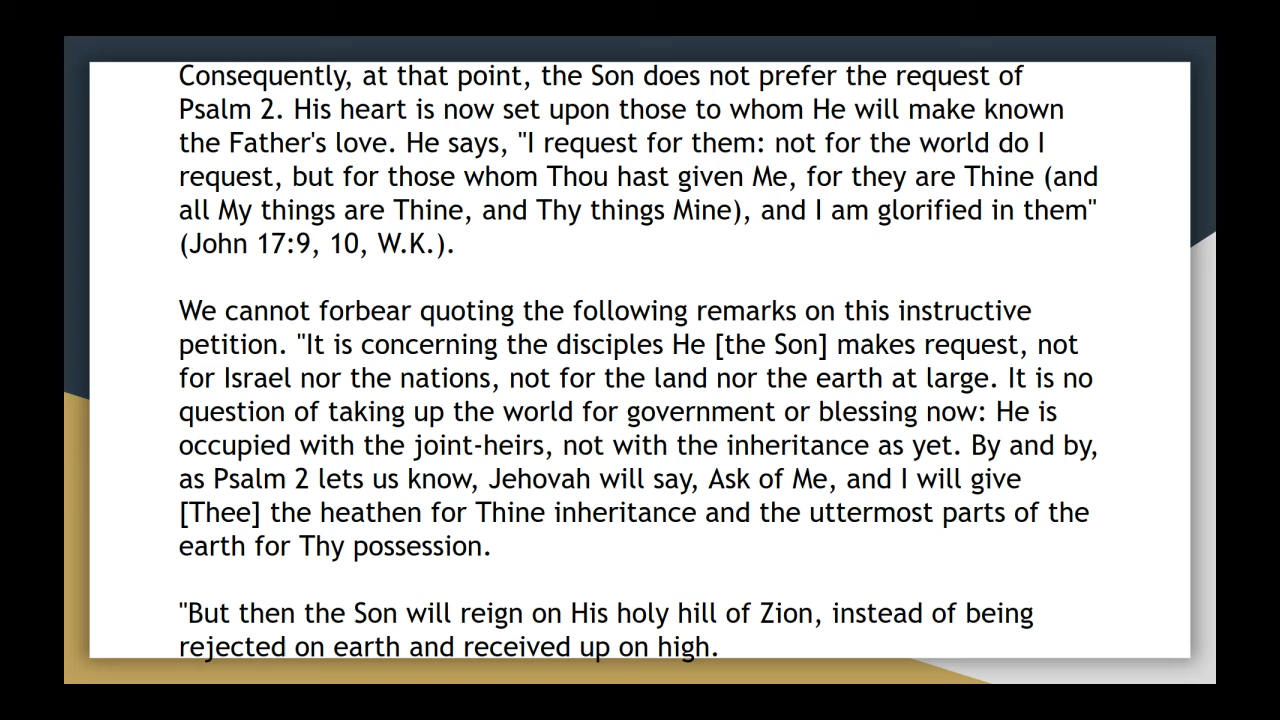 Consequently, at that point, the Son does not prefer the request of
Psalm 2. His heart is now set upon those to whom He will make known
the Father's love. He says, "I request for them: not for the world do I
request, but for those whom Thou hast given Me, for they are Thine (and
all My things are Thine, and Thy things Mine), and I am glorified in them"
(John 17:9, 10, W.K.).
We cannot forbear quoting the following remarks on this instructive
petition. "It is concerning the disciples He [the Son] makes request, not
for Israel nor the nations, not for the land nor the earth at large. It is no
question of taking up the world for government or blessing now: He is
occupied with the joint-heirs, not with the inheritance as yet. By and by,
as Psalm 2 lets us know, Jehovah will say, Ask of Me, and I will give
[Thee] the heathen for Thine inheritance and the uttermost parts of the
earth for Thy possession.
"But then the Son will reign on His holy hill of Zion, instead of being
rejected on earth and received up on high.